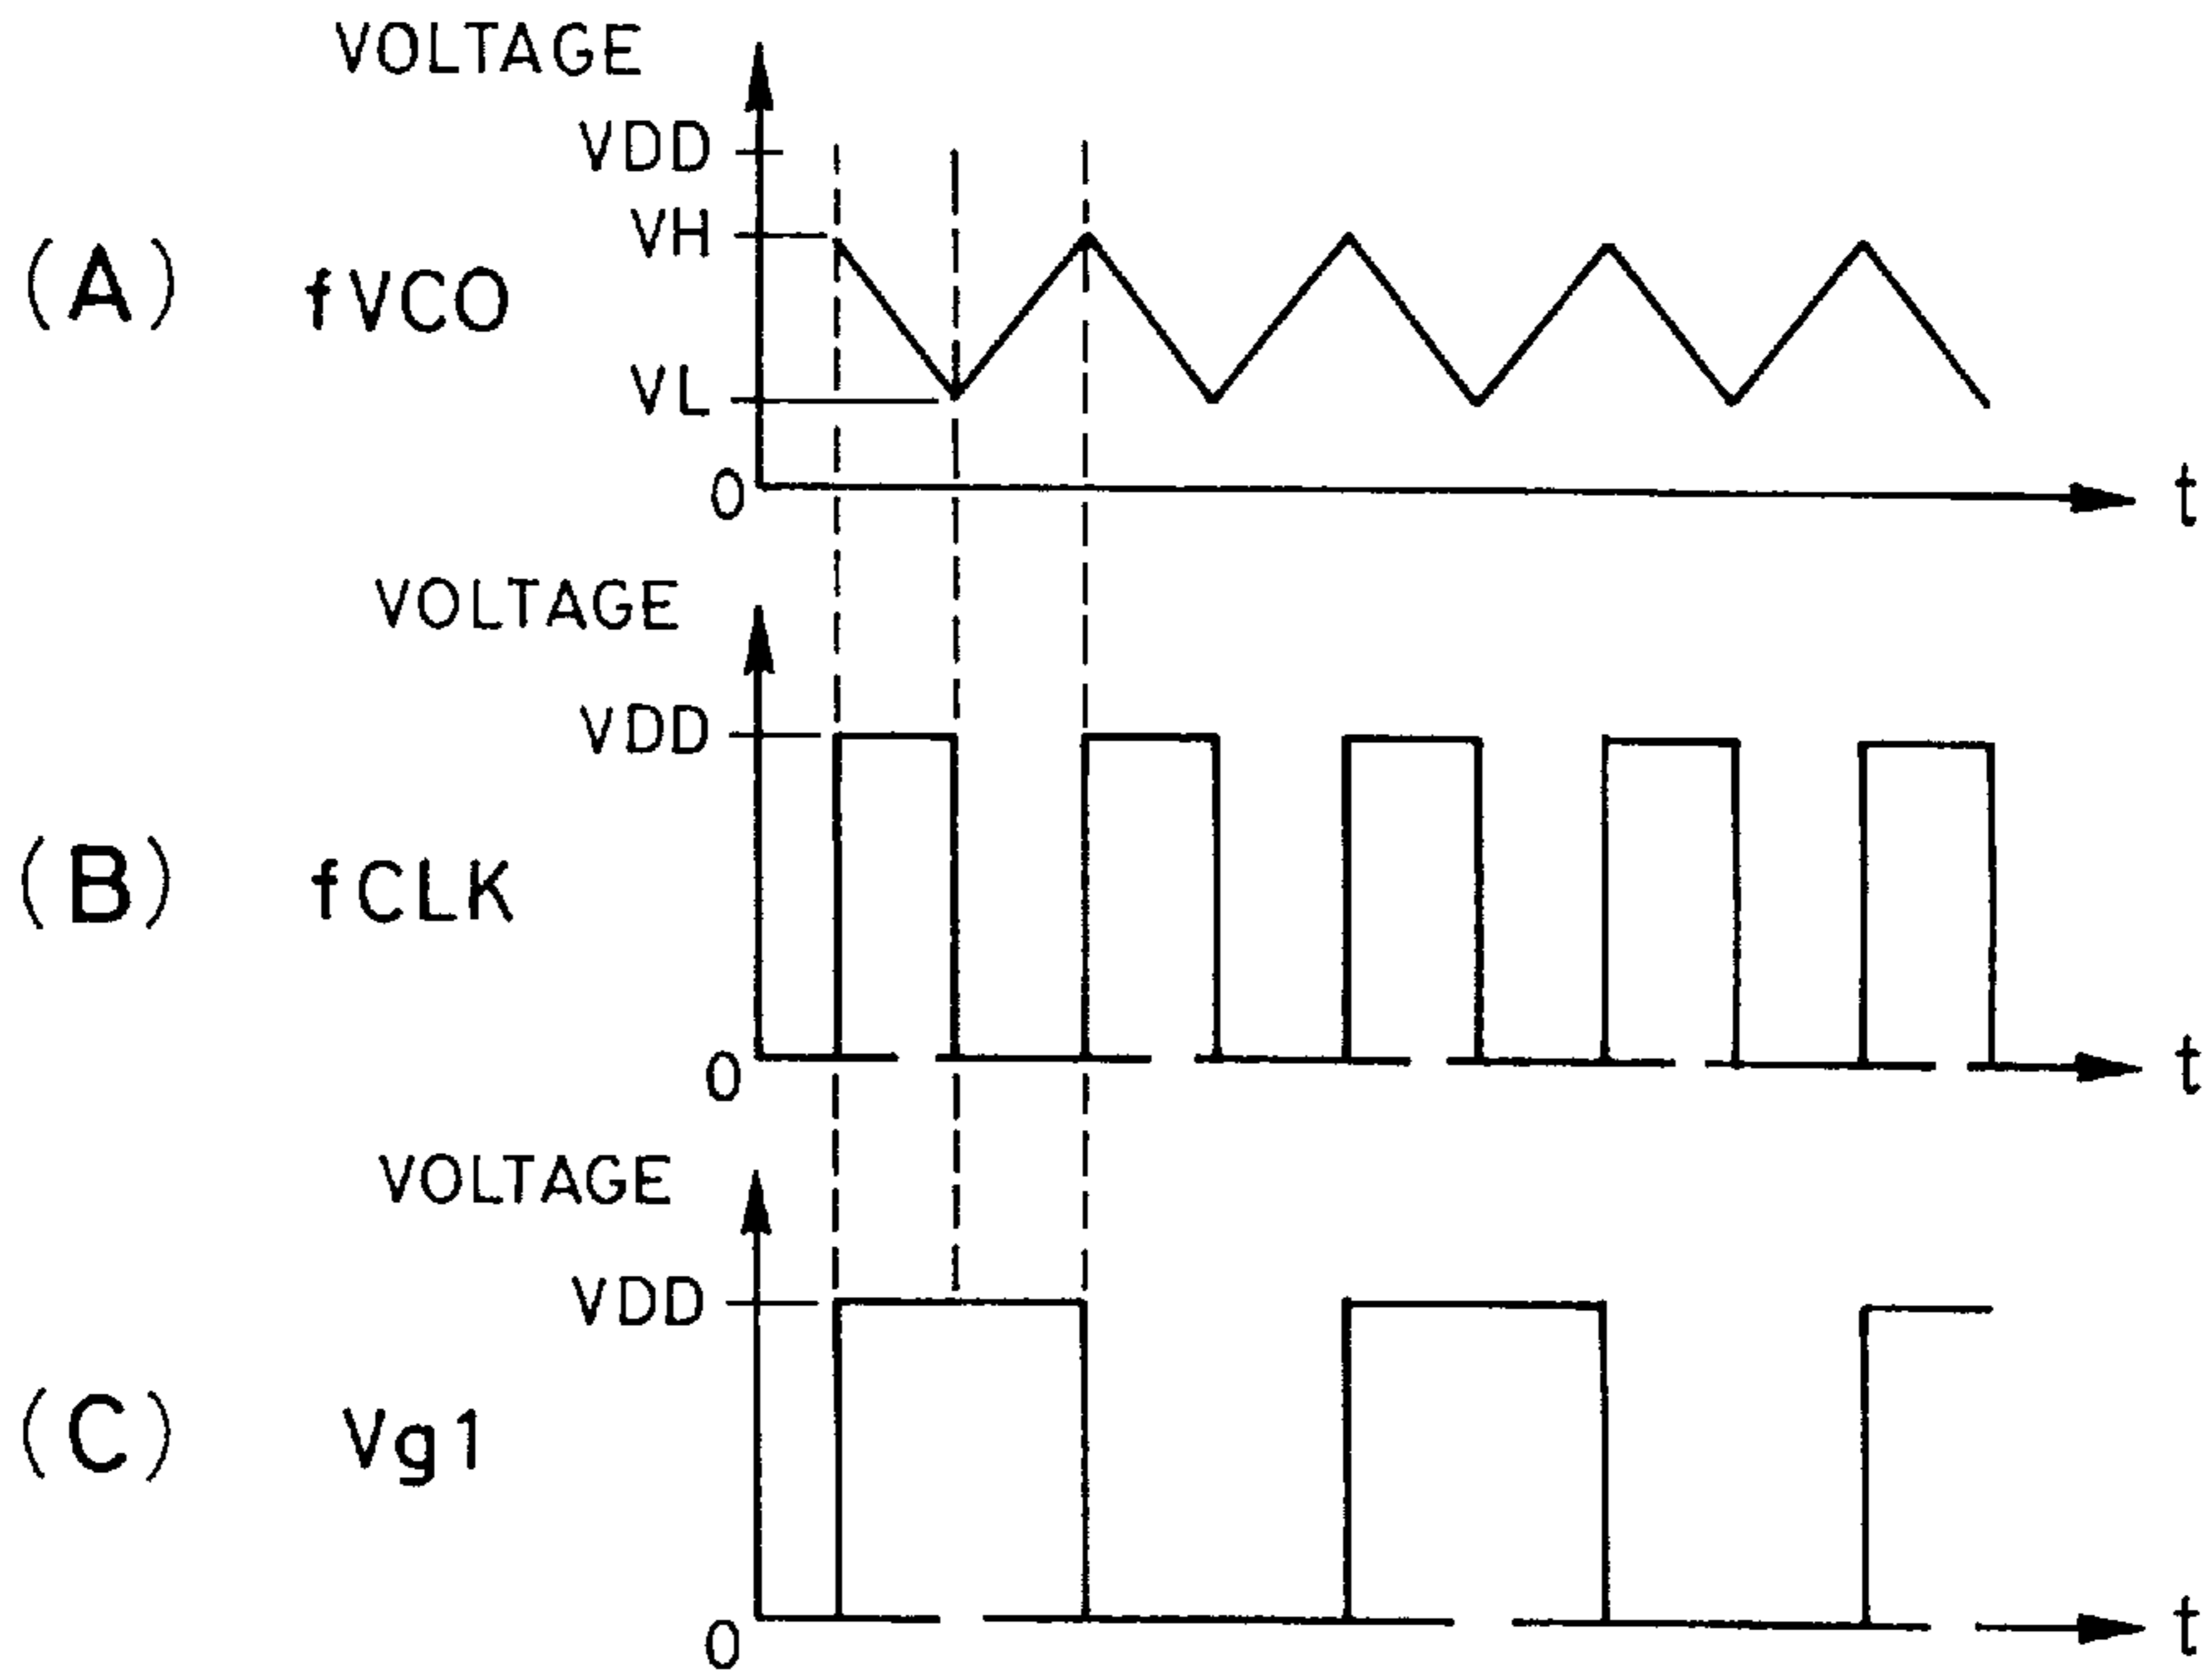 VOLTAGE
VDD
VH
(A) fVCO
VL
0
t
VOLTAGE
VDD
(B) fCLK
0
t
VOLTAGE
VDD
(C) Vg1
0
t